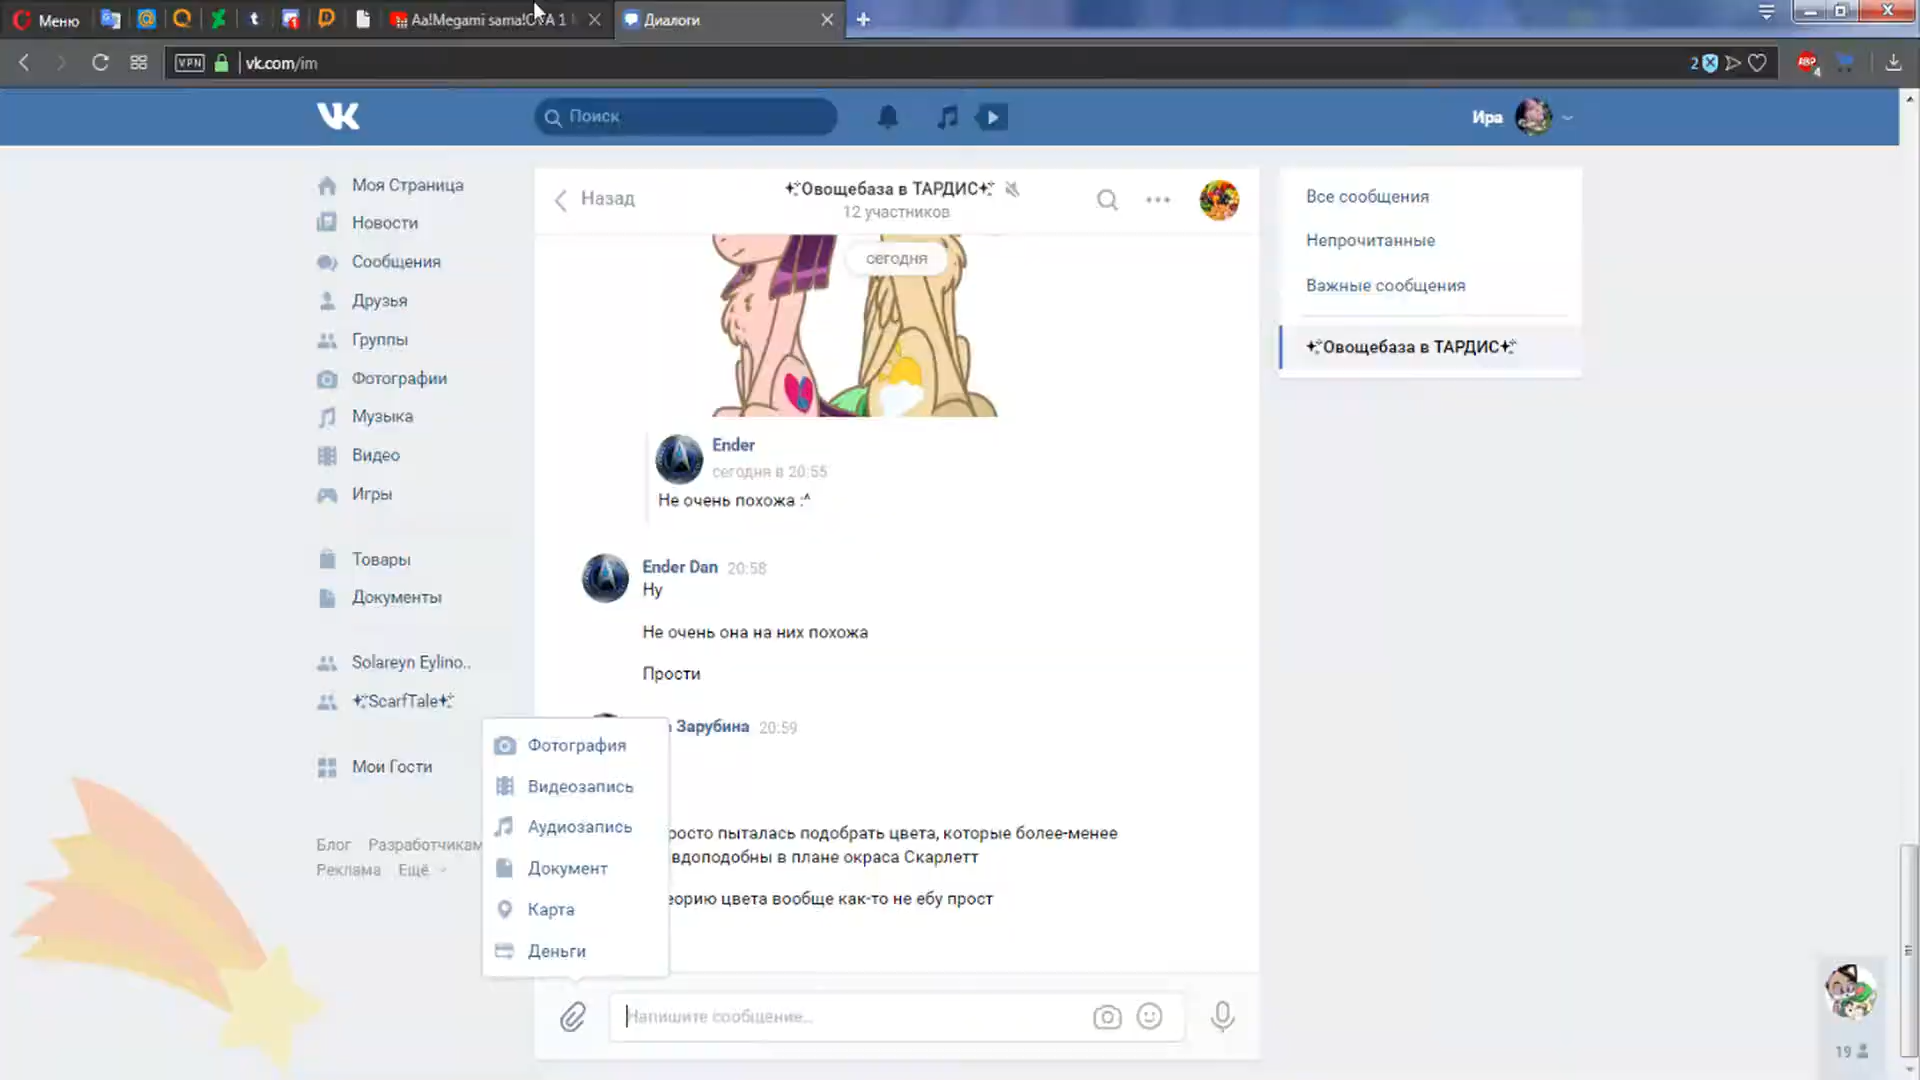 Меню
Aa!Megami sama!OVA 1
Диалоги
VPN
vk.com/im
2
ABP
4
Поиск
Ира
Моя Страница
Новости
Сообщения
Друзья
Группы
Фотографии
Музыка
Видео
Игры
Товары
Документы
Solareyn Eylino..
✦ScarfTale✦
Мои Гости
Блог Разработчикам
Реклама Ещё
Назад
✦Овощебаза в ТАРДИС✦
12 участников
сегодня
Ender
сегодня в 20:55
Не очень похожа :^
Ender Dan 20:58
Ну
Не очень она на них похожа
Прости
Зарубина 20:59
росто пыталась подобрать цвета, которые более-менее
вдоподобны в плане окраса Скарлетт
еорию цвета вообще как-то не ебу прост
Фотография
Видеозапись
Аудиозапись
Документ
Карта
Деньги
Напишите сообщение...
Все сообщения
Непрочитанные
Важные сообщения
✦Овощебаза в ТАРДИС✦
19